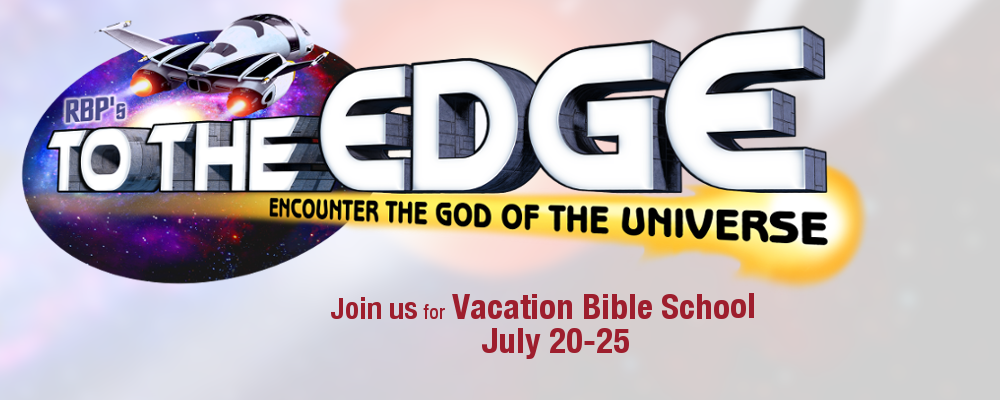 RBP's
TO THE EDGE
ENCOUNTER THE GOD OF THE UNIVERSE
Join us for Vacation Bible School
July 20-25